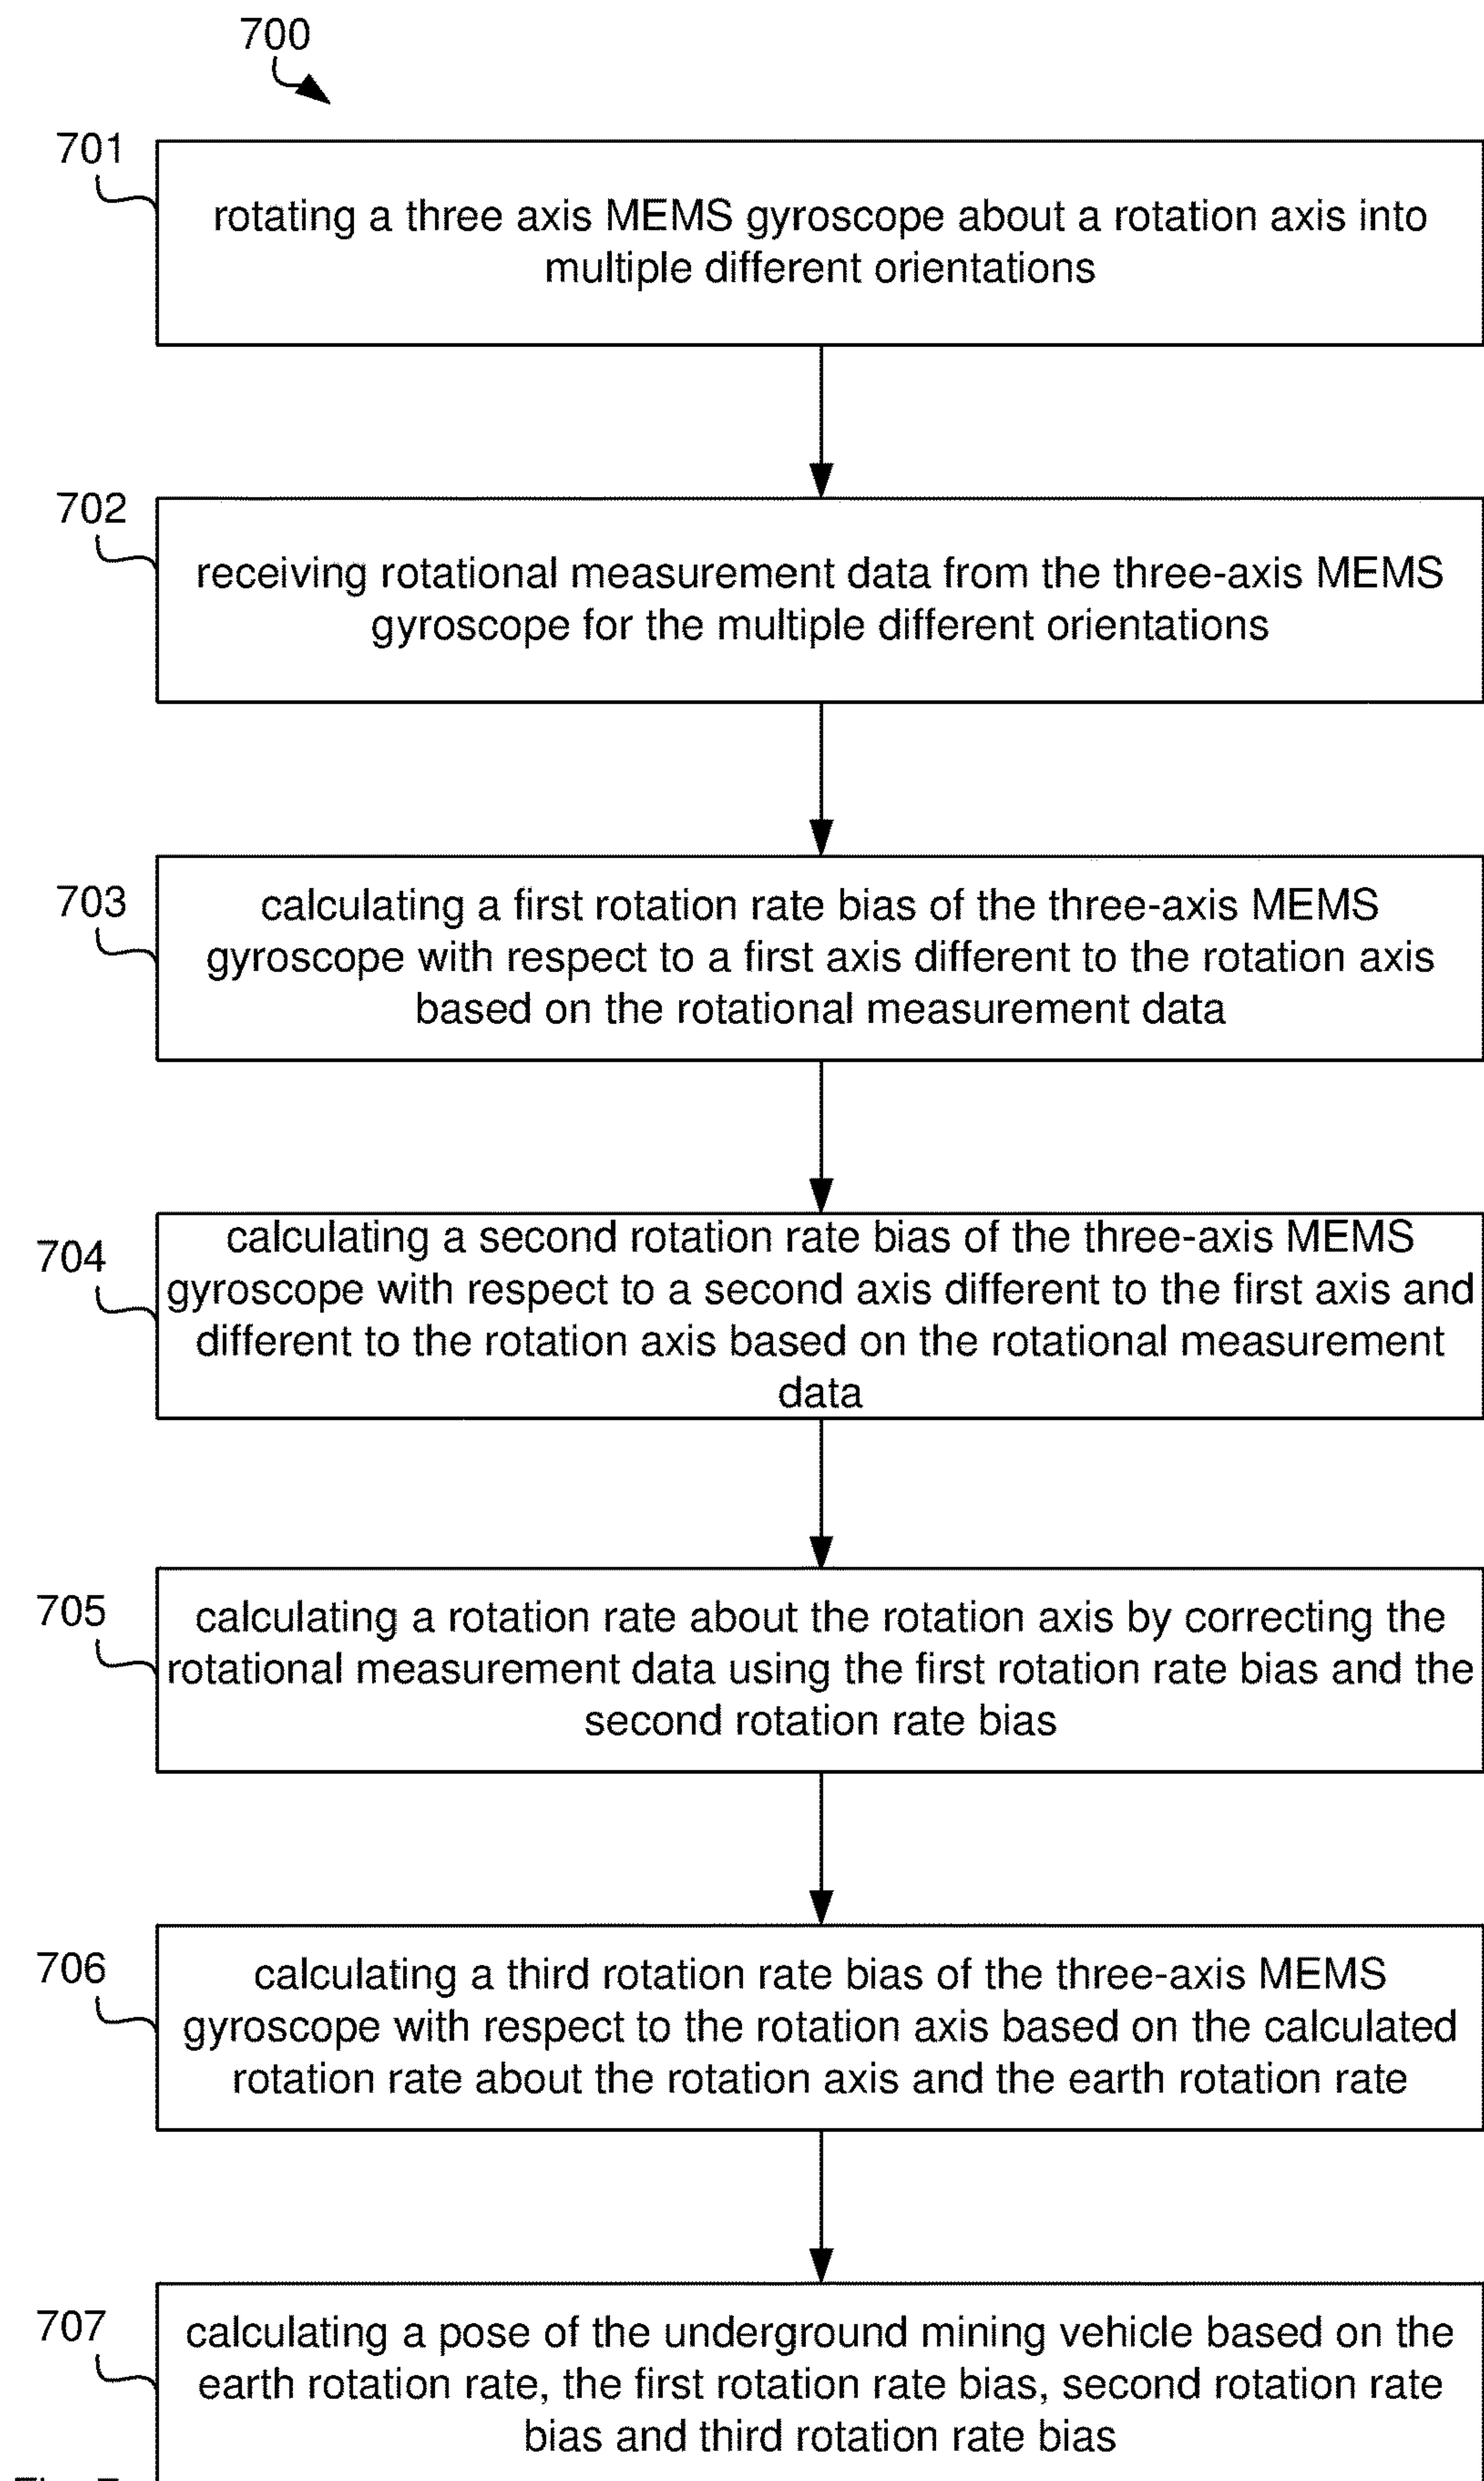 700
701
rotating a three axis MEMS gyroscope about a rotation axis into
multiple different orientations
702
receiving rotational measurement data from the three-axis MEMS
gyroscope for the multiple different orientations
703
calculating a first rotation rate bias of the three-axis MEMS
gyroscope with respect to a first axis different to the rotation axis
based on the rotational measurement data
704
calculating a second rotation rate bias of the three-axis MEMS
gyroscope with respect to a second axis different to the first axis and
different to the rotation axis based on the rotational measurement
data
705
calculating a rotation rate about the rotation axis by correcting the
rotational measurement data using the first rotation rate bias and the
second rotation rate bias
706
calculating a third rotation rate bias of the three-axis MEMS
gyroscope with respect to the rotation axis based on the calculated
rotation rate about the rotation axis and the earth rotation rate
707
calculating a pose of the underground mining vehicle based on the
earth rotation rate, the first rotation rate bias, second rotation rate
bias and third rotation rate bias